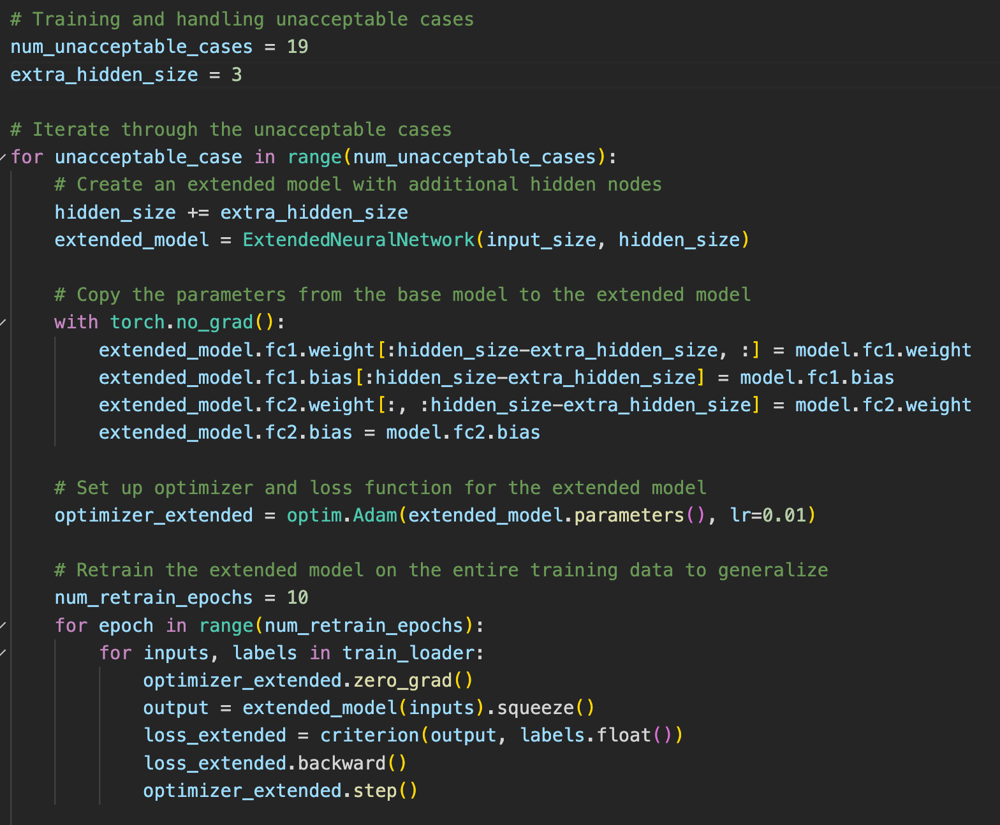 # Training and handling unacceptable cases
num_unacceptable_cases = 19
extra_hidden_size = 3
# Iterate through the unacceptable cases
for unacceptable_case in range(num_unacceptable_cases):
    # Create an extended model with additional hidden nodes
    hidden_size += extra_hidden_size
    extended_model = ExtendedNeuralNetwork(input_size, hidden_size)
    # Copy the parameters from the base model to the extended model
    with torch.no_grad():
        extended_model.fc1.weight[:hidden_size-extra_hidden_size, :] = model.fc1.weight
        extended_model.fc1.bias[:hidden_size-extra_hidden_size] = model.fc1.bias
        extended_model.fc2.weight[:, :hidden_size-extra_hidden_size] = model.fc2.weight
        extended_model.fc2.bias = model.fc2.bias
    # Set up optimizer and loss function for the extended model
    optimizer_extended = optim.Adam(extended_model.parameters(), lr=0.01)
    # Retrain the extended model on the entire training data to generalize
    num_retrain_epochs = 10
    for epoch in range(num_retrain_epochs):
        for inputs, labels in train_loader:
            optimizer_extended.zero_grad()
            output = extended_model(inputs).squeeze()
            loss_extended = criterion(output, labels.float())
            loss_extended.backward()
            optimizer_extended.step()